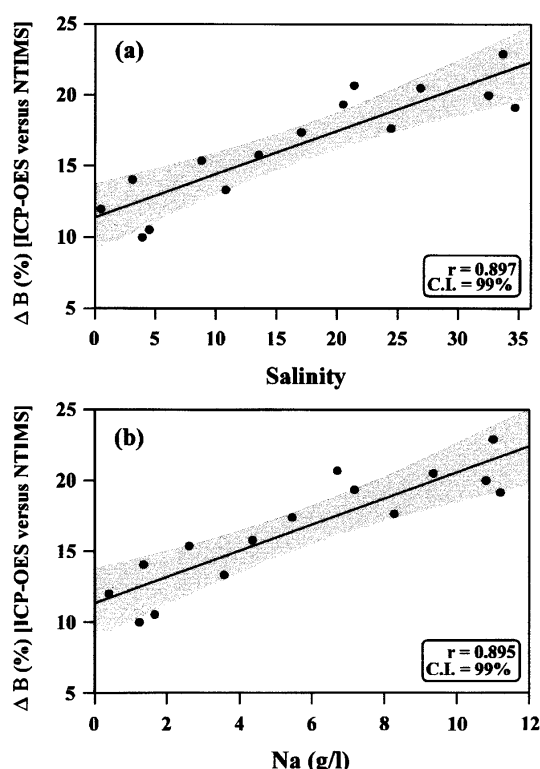 Δ B (%) [ICP-OES versus NTIMS]
25
20
15
10
5
(a)
r = 0.897
C.I. = 99%
0 5 10 15 20 25 30 35
Salinity
Δ B (%) [ICP-OES versus NTIMS]
25
20
15
10
5
(b)
r = 0.895
C.I. = 99%
0 2 4 6 8 10 12
Na (g/l)